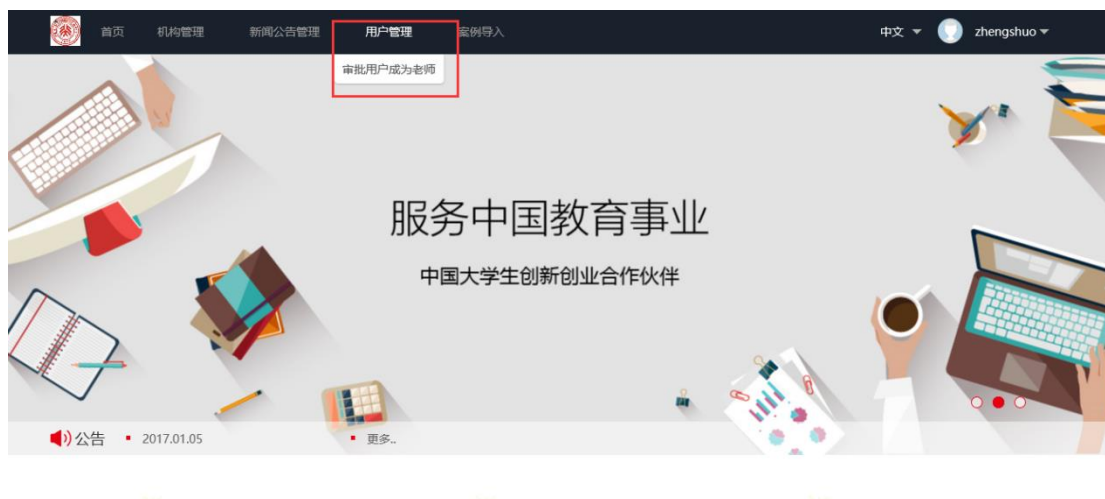 首页 机构管理 新闻公告管理 用户管理 案例导入 中文 zhengshuo
审批用户成为老师
服务中国教育事业
中国大学生创新创业合作伙伴
公告 2017.01.05 更多..